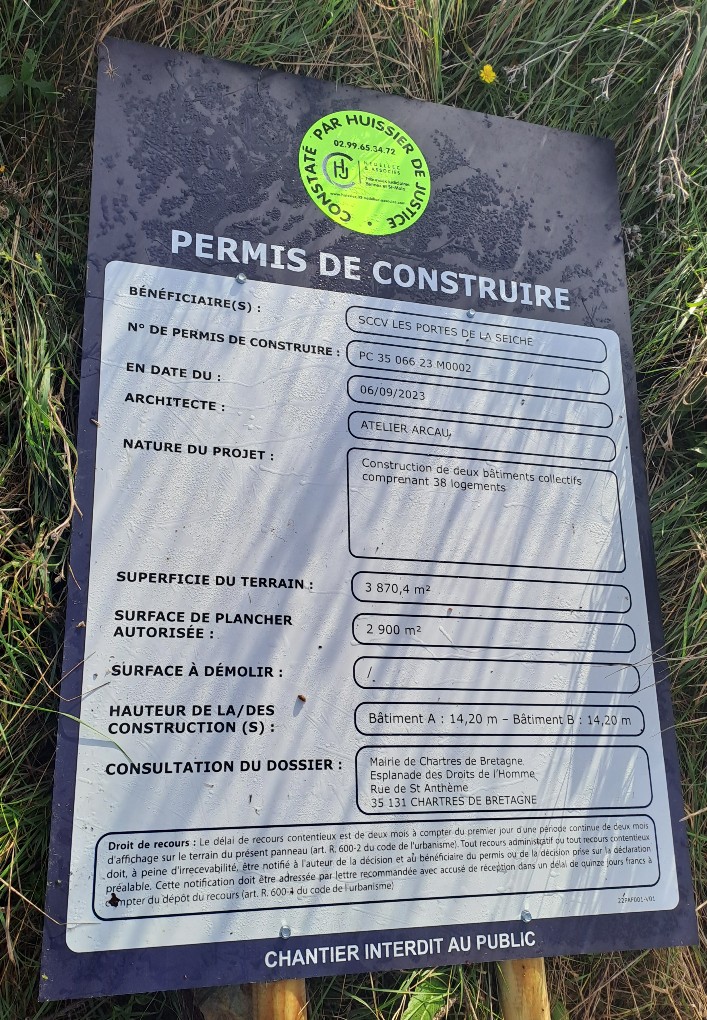 CONSTATÉ PAR HUISSIER DE JUSTICE
02.99.65.34.72
HJ
& ASSOCIÉS
PERMIS DE CONSTRUIRE
BÉNÉFICIAIRE(S) : SCCV LES PORTES DE LA SEICHE
N° DE PERMIS DE CONSTRUIRE : PC 35 066 23 M0002
EN DATE DU : 06/09/2023
ARCHITECTE : ATELIER ARCAU
NATURE DU PROJET : Construction de deux bâtiments collectifs
comprenant 38 logements
SUPERFICIE DU TERRAIN : 3 870,4 m²
SURFACE DE PLANCHER
AUTORISÉE : 2 900 m²
SURFACE À DÉMOLIR : /
HAUTEUR DE LA/DES
CONSTRUCTION (S) : Bâtiment A : 14,20 m – Bâtiment B : 14,20 m
CONSULTATION DU DOSSIER : Mairie de Chartres de Bretagne
Esplanade des Droits de l'Homme
Rue de St Anthème
35 131 CHARTRES DE BRETAGNE
Droit de recours : Le délai de recours contentieux est de deux mois à compter du premier jour d'une période continue de deux mois
d'affichage sur le terrain du présent panneau (art. R. 600-2 du code de l'urbanisme). Tout recours administratif ou tout recours contentieux
doit, à peine d'irrecevabilité, être notifié à l'auteur de la décision et au bénéficiaire du permis ou de la décision prise sur la déclaration
préalable. Cette notification doit être adressée par lettre recommandée avec accusé de réception dans un délai de quinze jours francs à
compter du dépôt du recours (art. R. 600-1 du code de l'urbanisme)
22PAF001-V01
CHANTIER INTERDIT AU PUBLIC